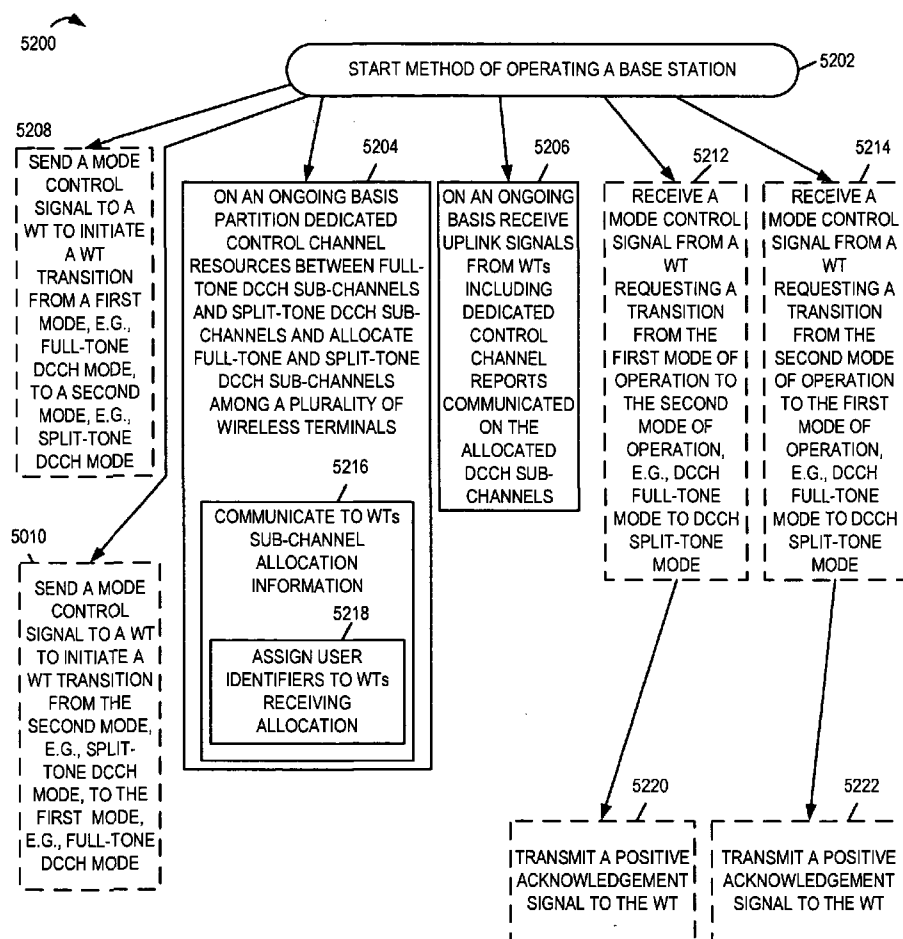 5200
START METHOD OF OPERATING A BASE STATION
5202
5208
SEND A MODE
CONTROL
SIGNAL TO A
WT TO INITIATE
A WT
TRANSITION
FROM A FIRST
MODE, E.G.,
FULL-TONE
DCCH MODE,
TO A SECOND
MODE, E.G.,
SPLIT-TONE
DCCH MODE
5010
SEND A MODE
CONTROL
SIGNAL TO A WT
TO INITIATE A
WT TRANSITION
FROM THE
SECOND MODE,
E.G., SPLIT-
TONE DCCH
MODE, TO THE
FIRST MODE,
E.G., FULL-TONE
DCCH MODE
5204
ON AN ONGOING BASIS
PARTITION DEDICATED
CONTROL CHANNEL
RESOURCES BETWEEN FULL-
TONE DCCH SUB-CHANNELS
AND SPLIT-TONE DCCH SUB-
CHANNELS AND ALLOCATE
FULL-TONE AND SPLIT-TONE
DCCH SUB-CHANNELS
AMONG A PLURALITY OF
WIRELESS TERMINALS
5216
COMMUNICATE TO WTs
SUB-CHANNEL
ALLOCATION
INFORMATION
5218
ASSIGN USER
IDENTIFIERS TO WTs
RECEIVING
ALLOCATION
5206
ON AN ONGOING
BASIS RECEIVE
UPLINK SIGNALS
FROM WTs
INCLUDING
DEDICATED
CONTROL
CHANNEL
REPORTS
COMMUNICATED
ON THE
ALLOCATED
DCCH SUB-
CHANNELS
5212
RECEIVE A
MODE CONTROL
SIGNAL FROM A
WT
REQUESTING A
TRANSITION
FROM THE
FIRST MODE OF
OPERATION TO
THE SECOND
MODE OF
OPERATION,
E.G., DCCH
FULL-TONE
MODE TO DCCH
SPLIT-TONE
MODE
5214
RECEIVE A
MODE CONTROL
SIGNAL FROM A
WT
REQUESTING A
TRANSITION
FROM THE
SECOND MODE
OF OPERATION
TO THE FIRST
MODE OF
OPERATION,
E.G., DCCH
FULL-TONE
MODE TO DCCH
SPLIT-TONE
MODE
5220
TRANSMIT A POSITIVE
ACKNOWLEDGEMENT
SIGNAL TO THE WT
5222
TRANSMIT A POSITIVE
ACKNOWLEDGEMENT
SIGNAL TO THE WT